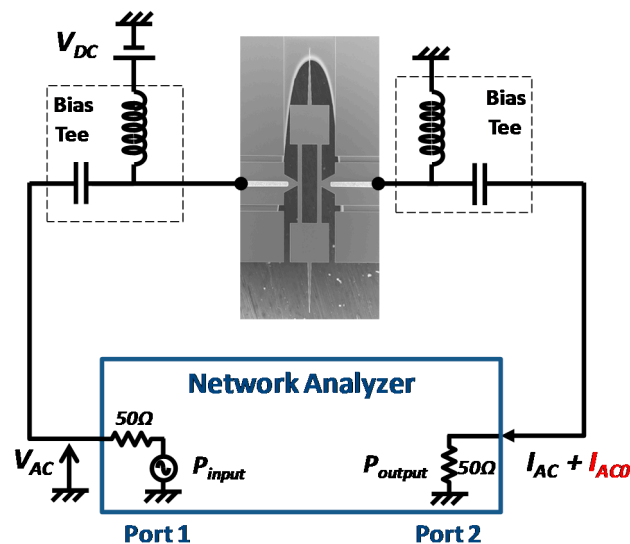 V_DC
Bias
Tee
Bias
Tee
Network Analyzer
50Ω
V_AC
P_input
P_output
50Ω
I_AC + I_AC0
Port 1
Port 2